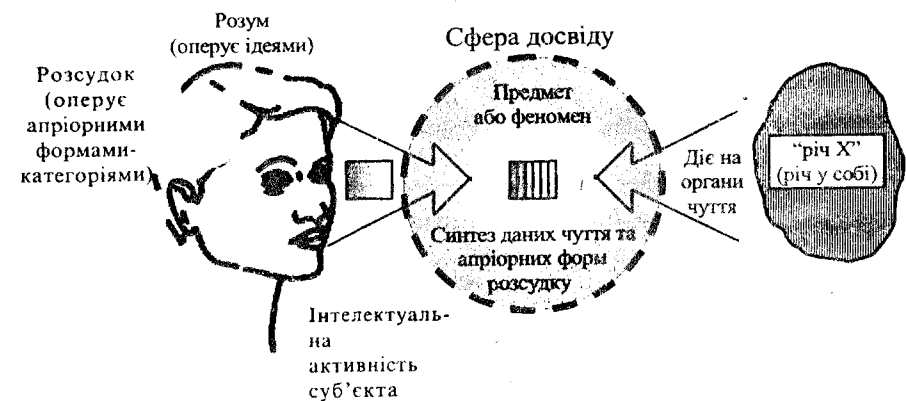 Розум
(оперує ідеями)
Розсудок
(оперує
апріорними
формами-
категоріями)
Сфера досвіду
Предмет
або феномен
Синтез даних чуття та
апріорних форм
розсудку
Інтелектуаль-
на
активність
суб’єкта
Діє на
органи
чуття
“річ X”
(річ у собі)